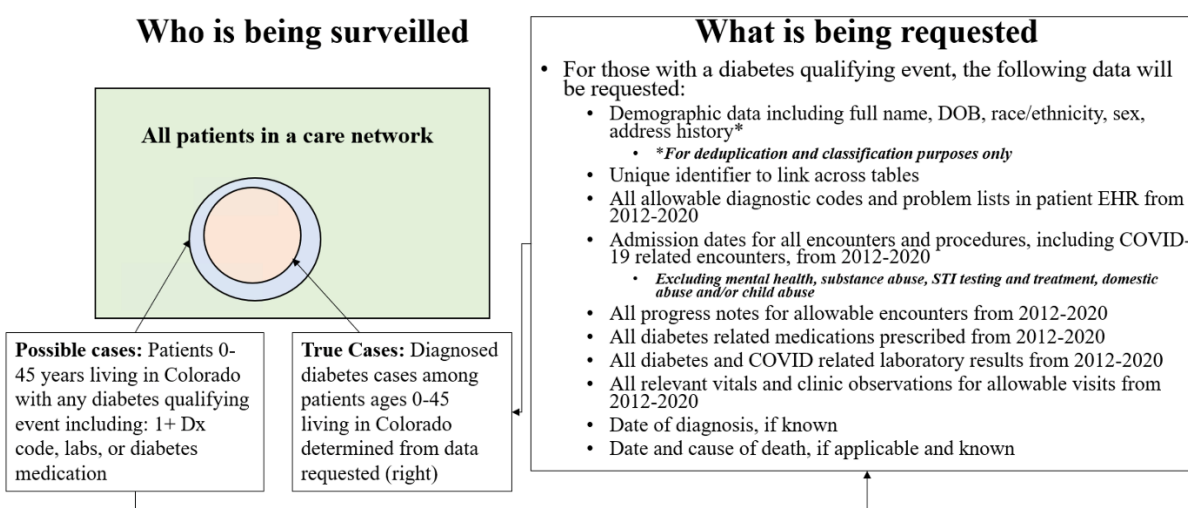 Who is being surveilled
All patients in a care network
Possible cases: Patients 0-
45 years living in Colorado
with any diabetes qualifying
event including: 1+ Dx
code, labs, or diabetes
medication
True Cases: Diagnosed
diabetes cases among
patients ages 0-45
living in Colorado
determined from data
requested (right)
What is being requested
• For those with a diabetes qualifying event, the following data will
be requested:
• Demographic data including full name, DOB, race/ethnicity, sex,
address history*
• *For deduplication and classification purposes only
• Unique identifier to link across tables
• All allowable diagnostic codes and problem lists in patient EHR from
2012-2020
• Admission dates for all encounters and procedures, including COVID-
19 related encounters, from 2012-2020
• Excluding mental health, substance abuse, STI testing and treatment, domestic
abuse and/or child abuse
• All progress notes for allowable encounters from 2012-2020
• All diabetes related medications prescribed from 2012-2020
• All diabetes and COVID related laboratory results from 2012-2020
• All relevant vitals and clinic observations for allowable visits from
2012-2020
• Date of diagnosis, if known
• Date and cause of death, if applicable and known